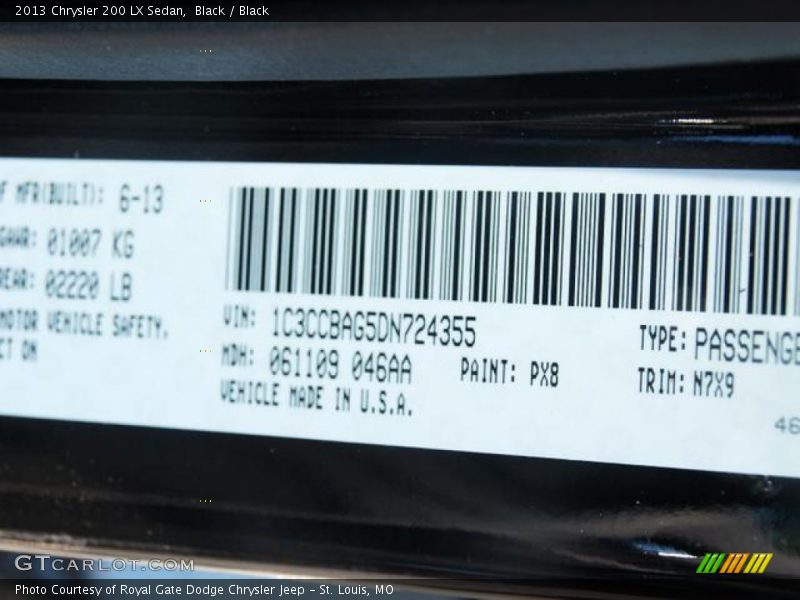 2013 Chrysler 200 LX Sedan, Black / Black
F MFR(BUILT): 6-13
GAWR: 01007 KG
REAR: 02220 LB
MOTOR VEHICLE SAFETY.
CT ON
VIN: 1C3CCBAG5DN724355
TYPE: PASSENGE
MDH: 061109 046AA
PAINT: PX8
TRIM: N7X9
VEHICLE MADE IN U.S.A.
46
GTCARLOT.COM
Photo Courtesy of Royal Gate Dodge Chrysler Jeep - St. Louis, MO